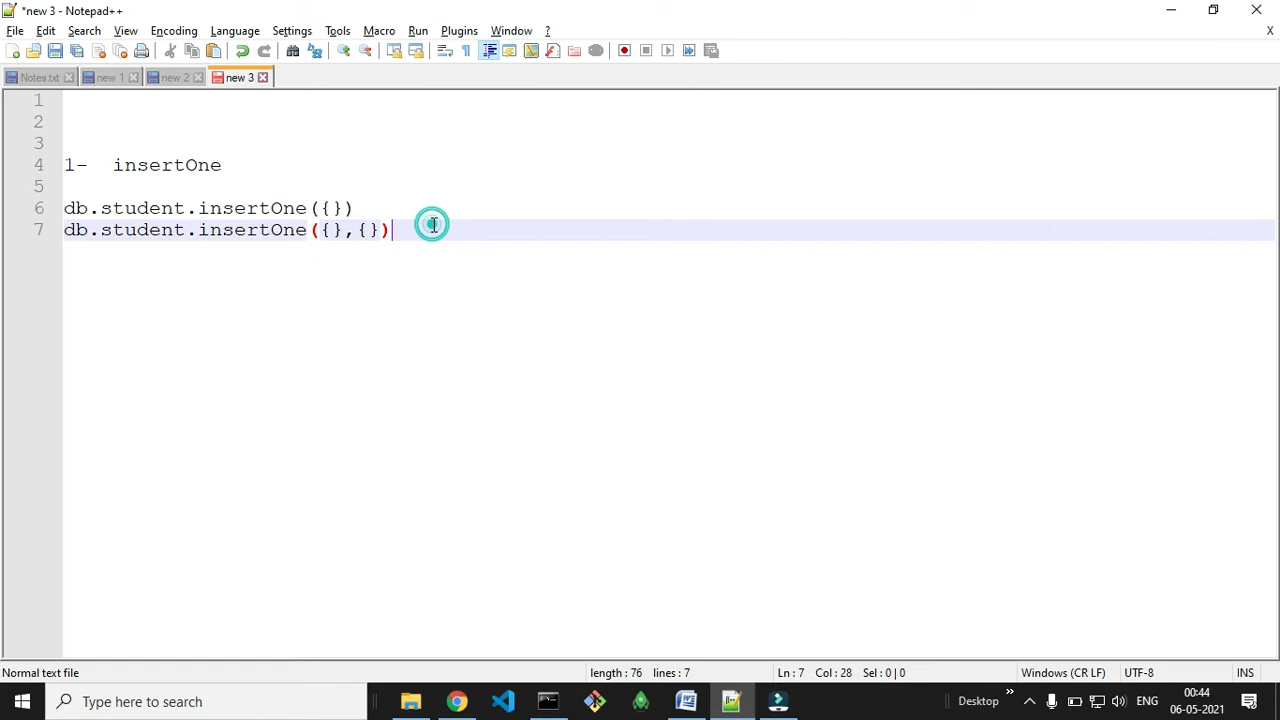 *new 3 - Notepad++
File Edit Search View Encoding Language Settings Tools Macro Run Plugins Window ? X
Notes.txt new 1 new 2 new 3
1
2
3
4 1-  insertOne
5
6 db.student.insertOne({})
7 db.student.insertOne({},{})
Normal text file length : 76 lines : 7 Ln : 7 Col : 28 Sel : 0 | 0 Windows (CR LF) UTF-8 INS
Type here to search Desktop » ENG 00:44
06-05-2021